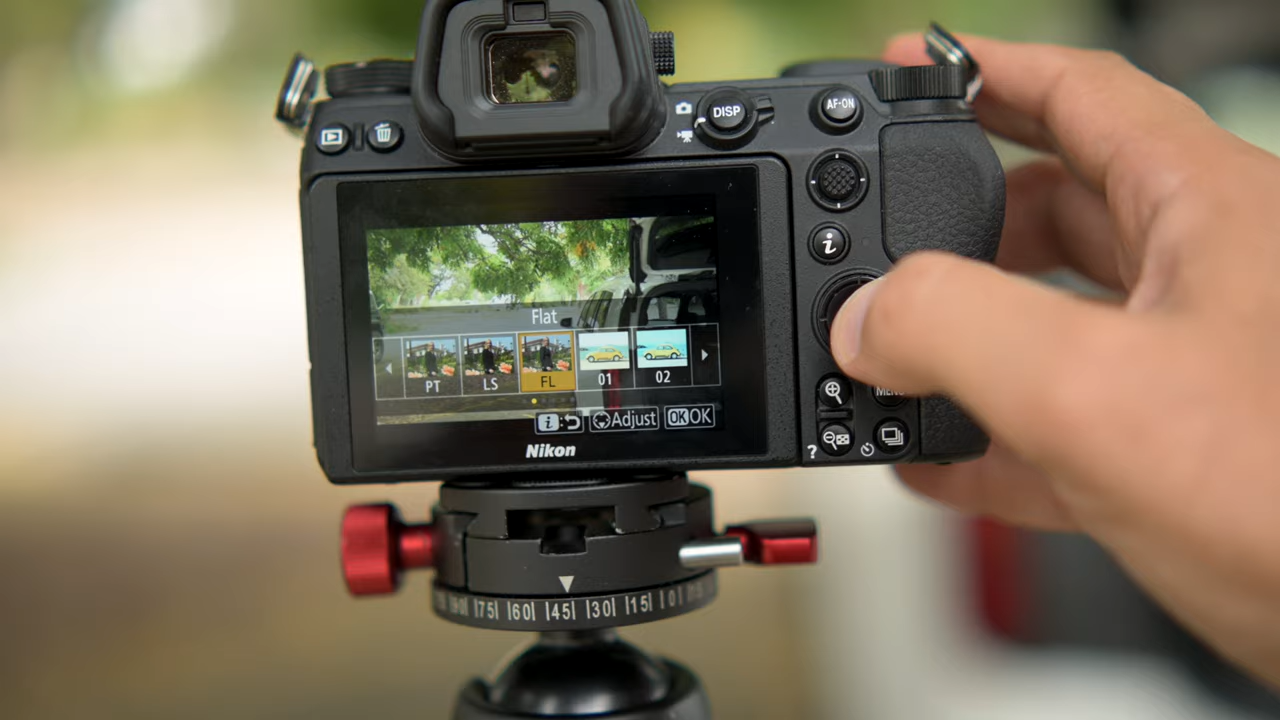 DISP
AF-ON
i
Flat
PT LS FL 01 02
i: Adjust OK OK
MENU
?
Nikon
75 60 45 30 15 0